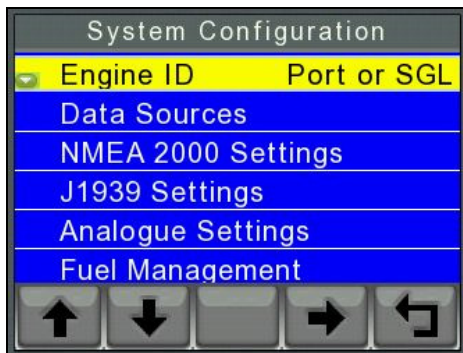 System Configuration
Engine ID Port or SGL
Data Sources
NMEA 2000 Settings
J1939 Settings
Analogue Settings
Fuel Management